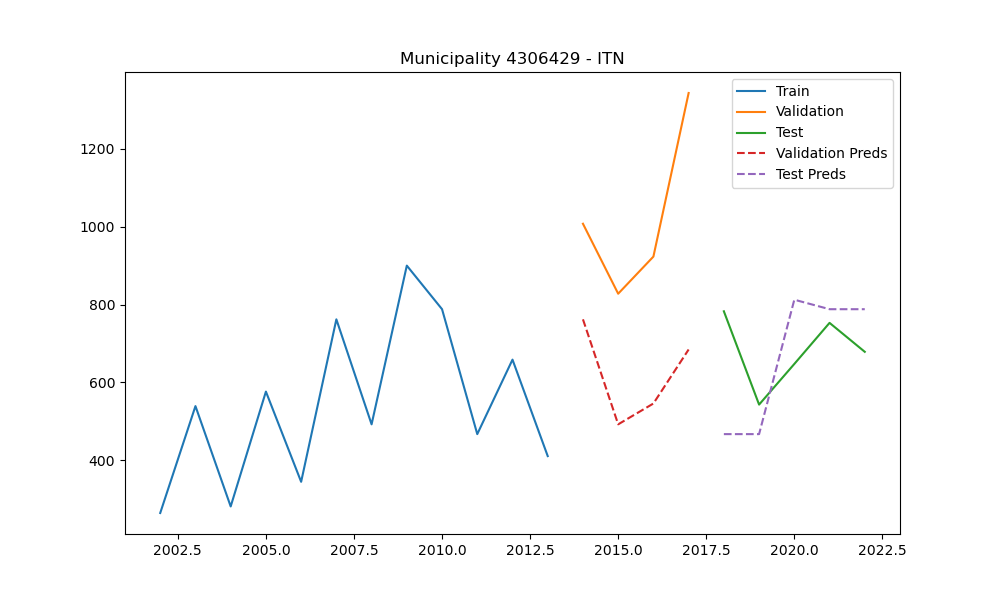 Municipality 4306429 - ITN
Train
Validation
Test
Validation Preds
Test Preds
1200
1000
800
600
400
2002.5 2005.0 2007.5 2010.0 2012.5 2015.0 2017.5 2020.0 2022.5